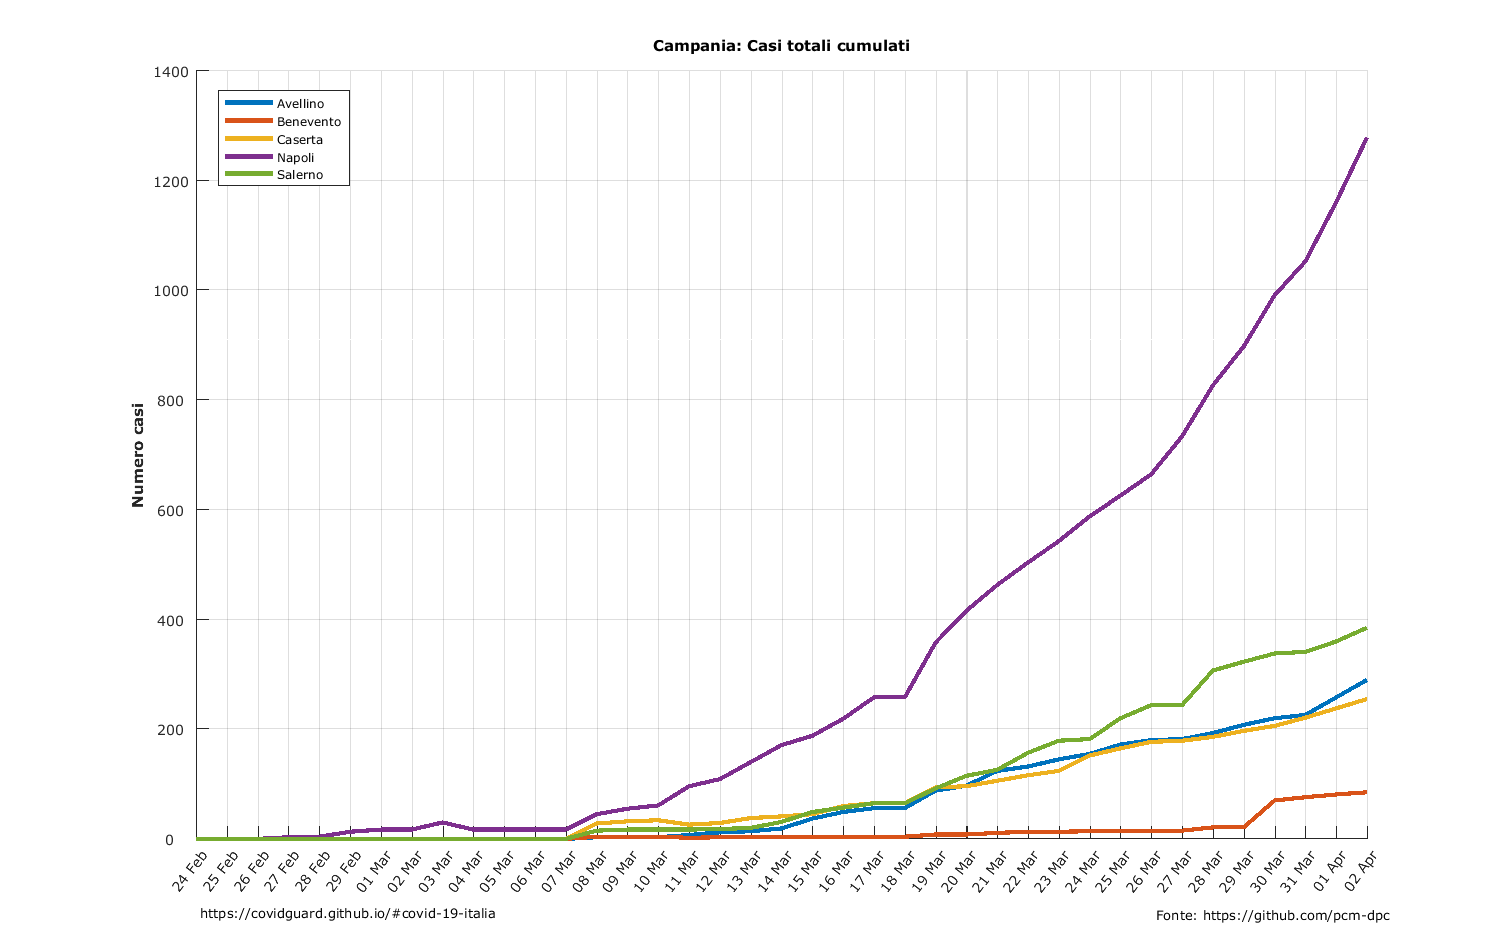 Campania: Casi totali cumulati
1400
1200
1000
800
600
400
200
0
Numero casi
Avellino
Benevento
Caserta
Napoli
Salerno
24 Feb
25 Feb
26 Feb
27 Feb
28 Feb
29 Feb
01 Mar
02 Mar
03 Mar
04 Mar
05 Mar
06 Mar
07 Mar
08 Mar
09 Mar
10 Mar
11 Mar
12 Mar
13 Mar
14 Mar
15 Mar
16 Mar
17 Mar
18 Mar
19 Mar
20 Mar
21 Mar
22 Mar
23 Mar
24 Mar
25 Mar
26 Mar
27 Mar
28 Mar
29 Mar
30 Mar
31 Mar
01 Apr
02 Apr
https://covidguard.github.io/#covid-19-italia
Fonte: https://github.com/pcm-dpc